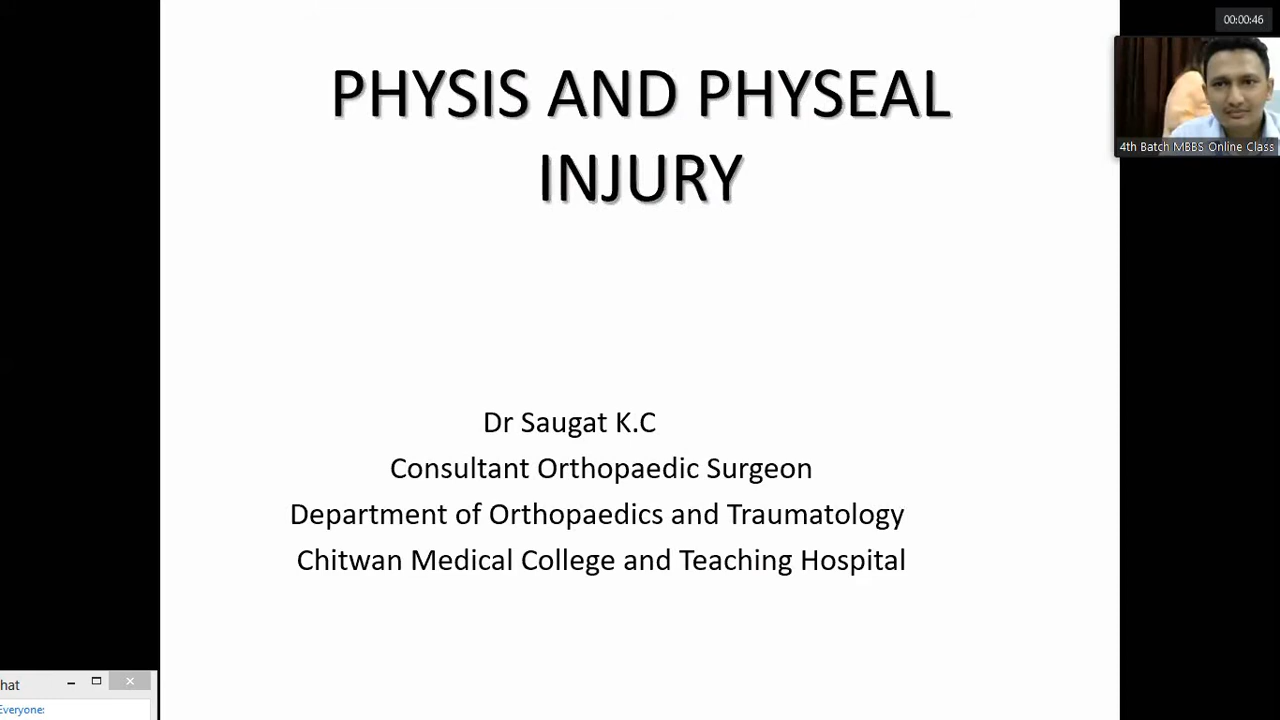 00:00:46
PHYSIS AND PHYSEAL
INJURY
4th Batch MBBS Online Class
Dr Saugat K.C
Consultant Orthopaedic Surgeon
Department of Orthopaedics and Traumatology
Chitwan Medical College and Teaching Hospital
hat
Everyone: